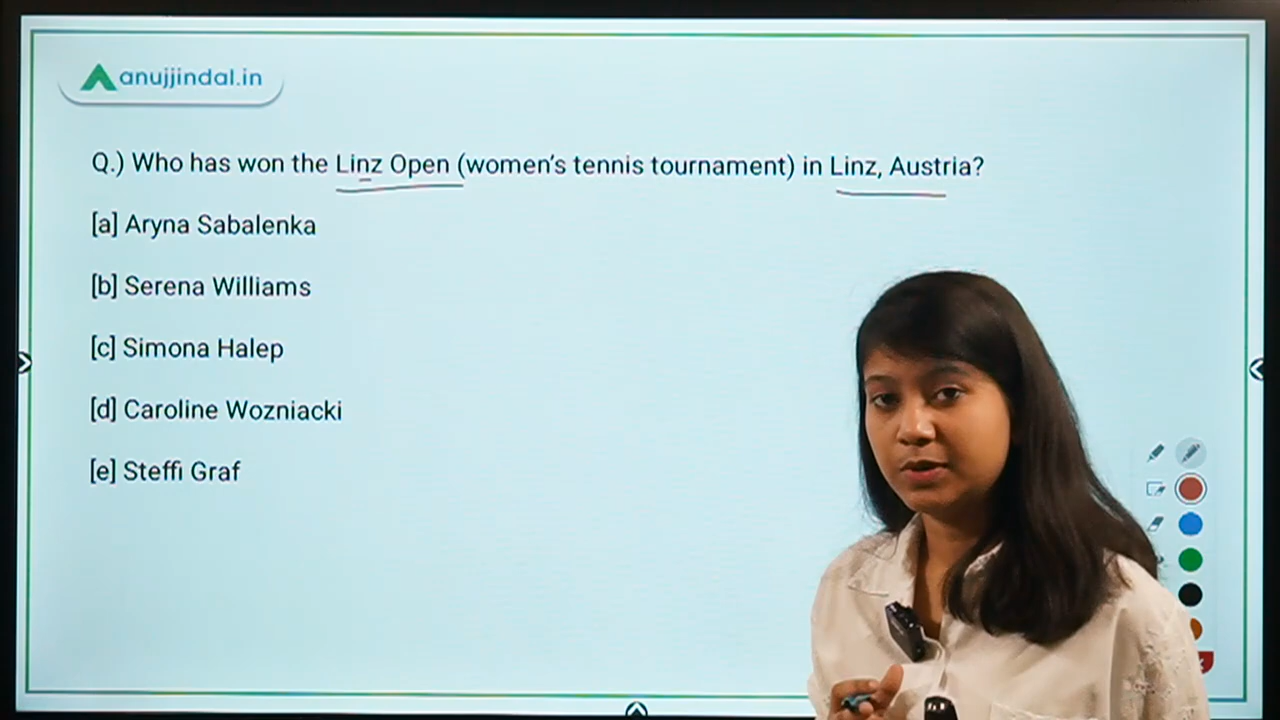 anujjindal.in
Q.) Who has won the Linz Open (women's tennis tournament) in Linz, Austria?
[a] Aryna Sabalenka
[b] Serena Williams
[c] Simona Halep
[d] Caroline Wozniacki
[e] Steffi Graf